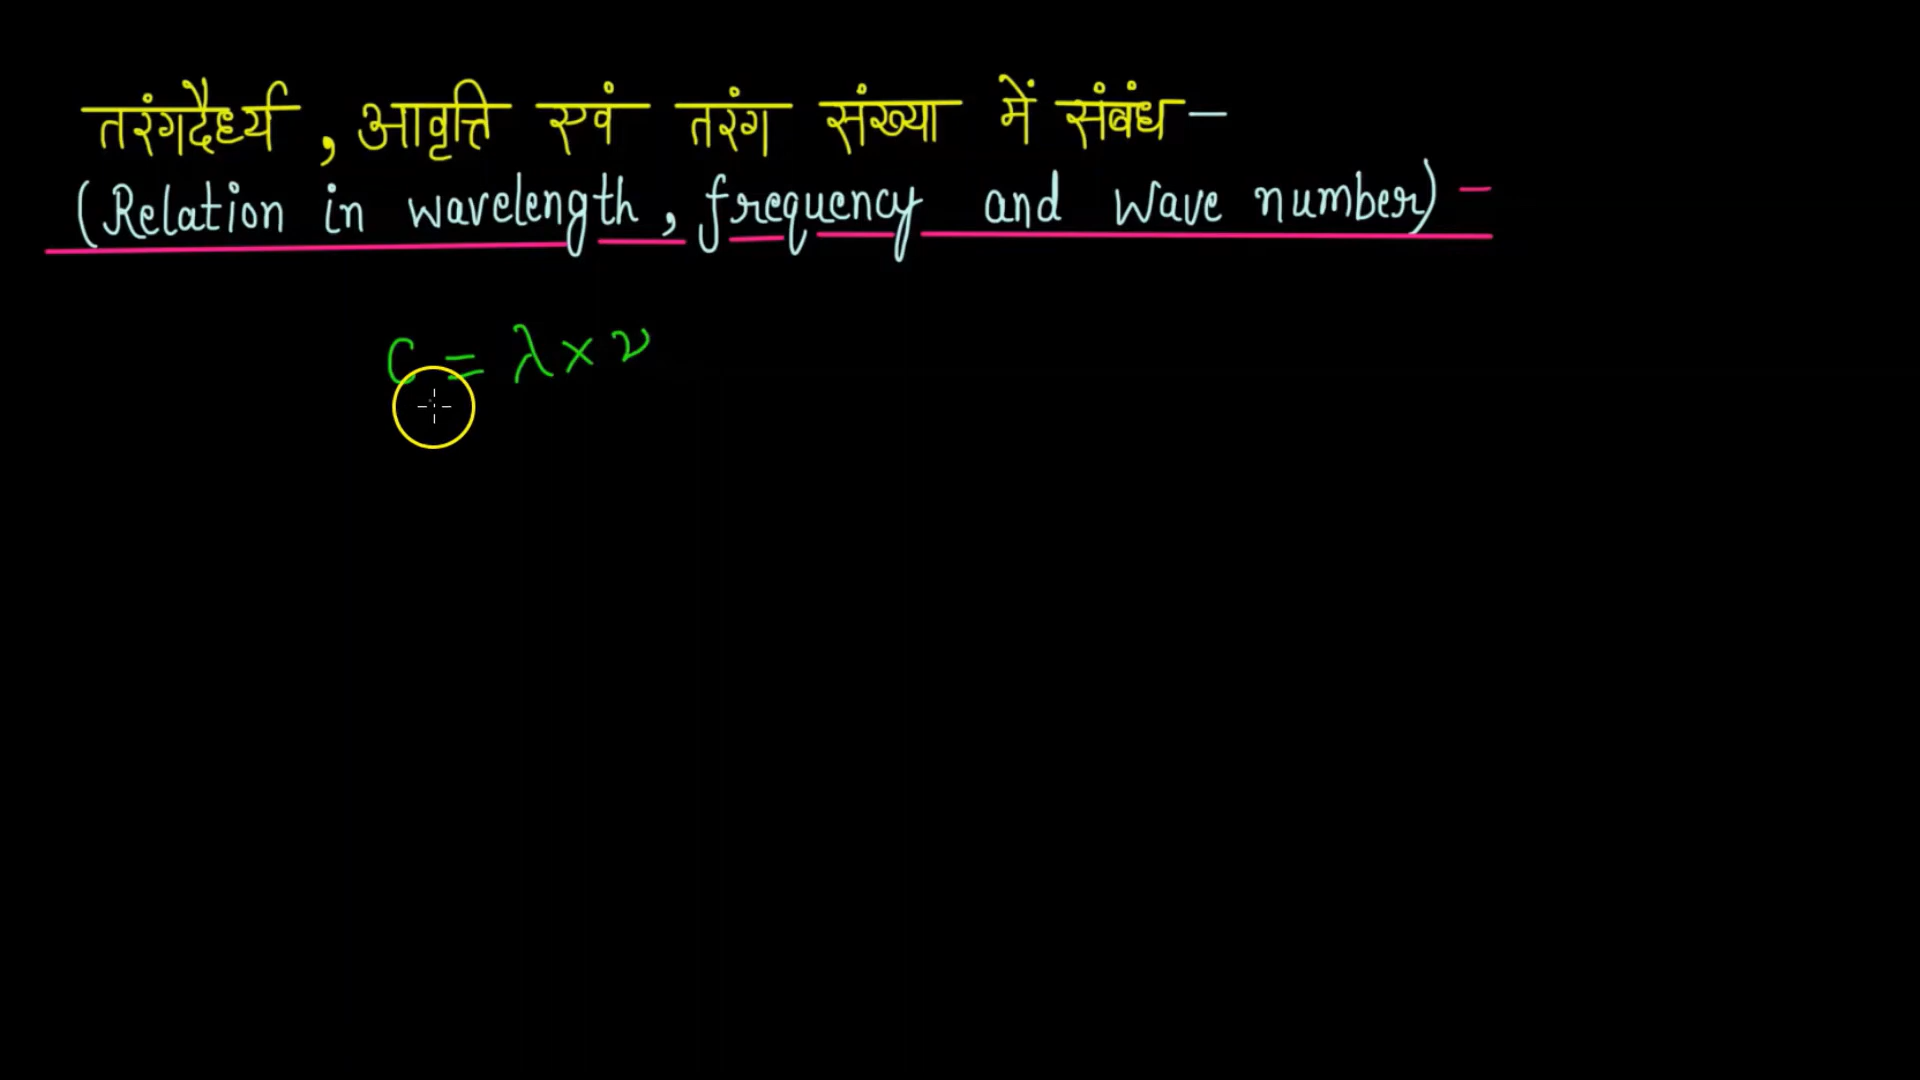 तरंगदैर्ध्य , आवृत्ति एवं तरंग संख्या में संबंध –
(Relation in wavelength, frequency and wave number) –
C = λ × ν